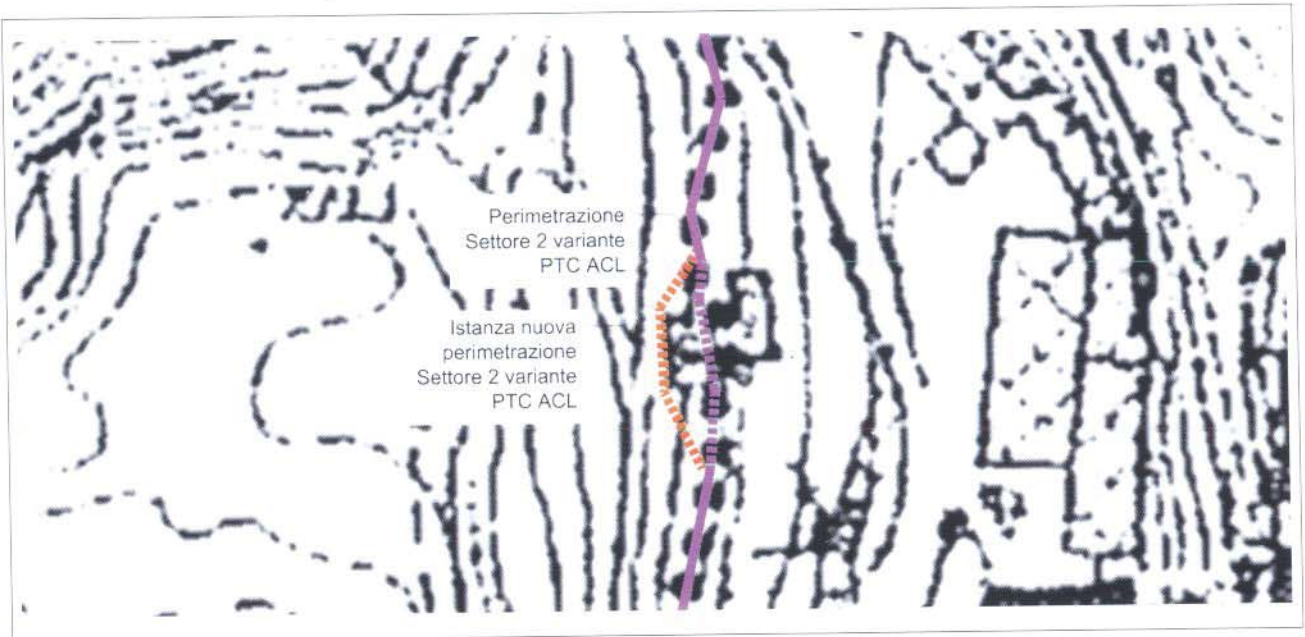 Perimetrazione
Settore 2 variante
PTC ACL
Istanza nuova
perimetrazione
Settore 2 variante
PTC ACL